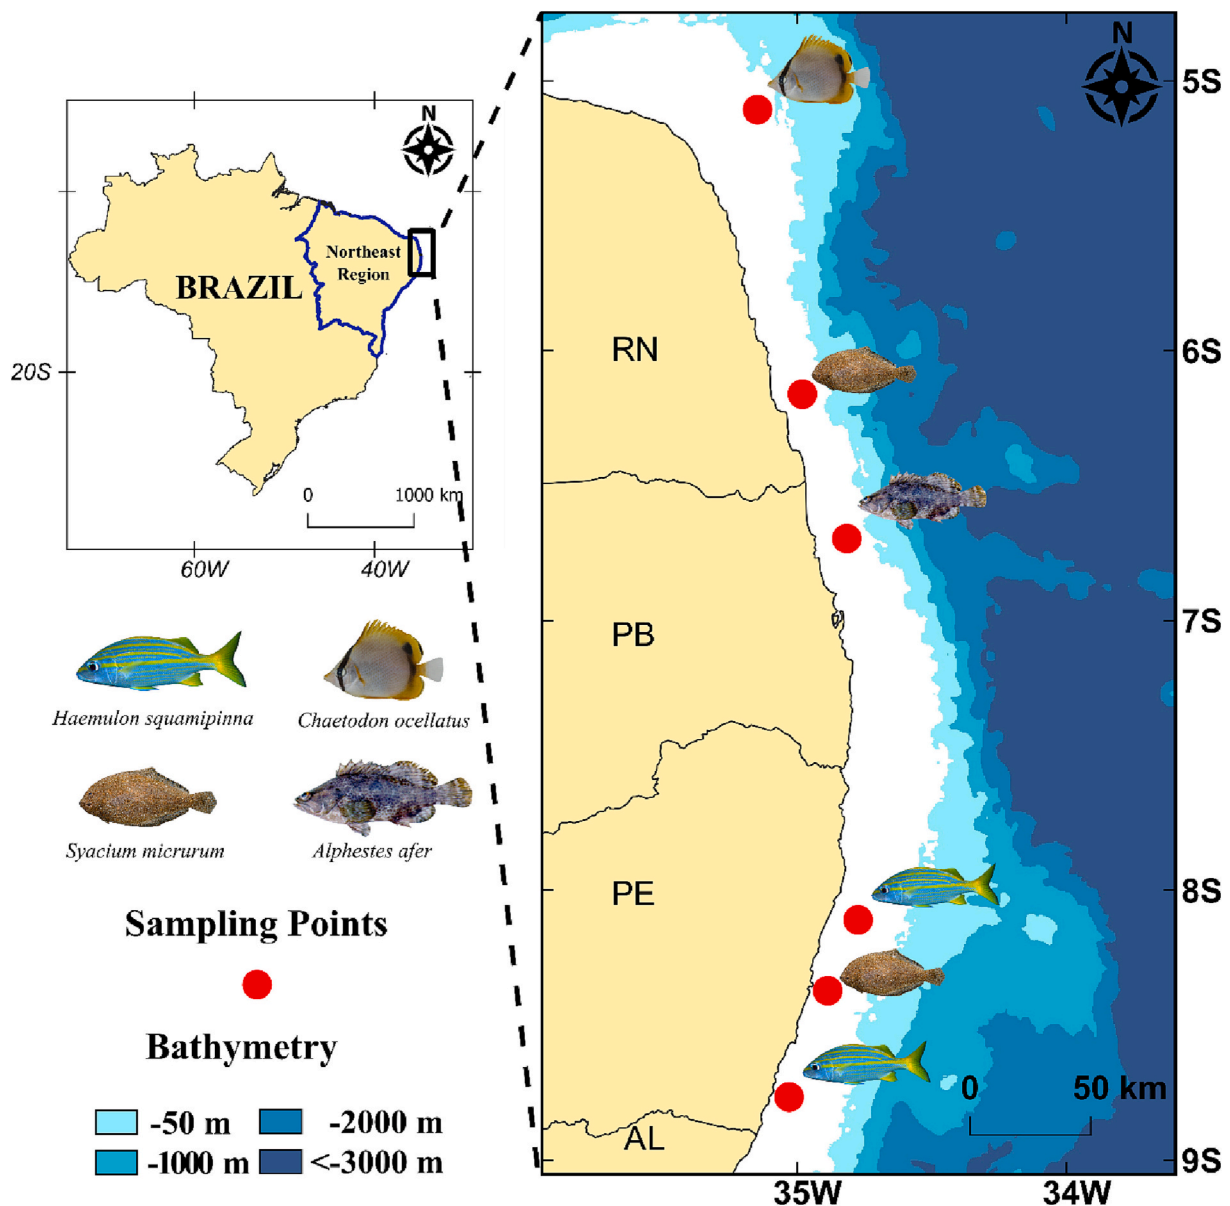 N
BRAZIL
Northeast
Region
20S
0
1000 km
60W
40W
Haemulon squamipinna
Chaetodon ocellatus
Syacium micrurum
Alphestes afer
Sampling Points
Bathymetry
-50 m
-2000 m
-1000 m
<-3000 m
N
5S
RN
6S
PB
7S
PE
8S
0
50 km
AL
9S
35W
34W